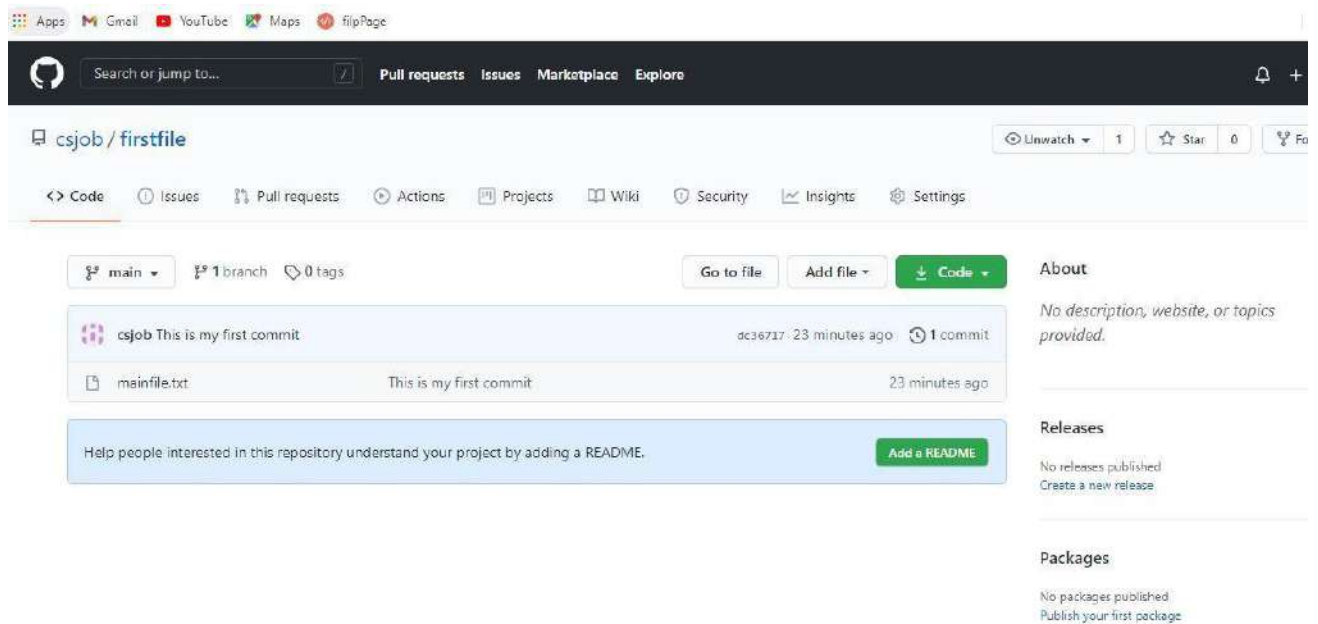 Apps Gmail YouTube Maps filpPage
Search or jump to... / Pull requests Issues Marketplace Explore
csjob / firstfile Unwatch 1 Star 0 Fo
<> Code Issues Pull requests Actions Projects Wiki Security Insights Settings
main 1 branch 0 tags Go to file Add file Code
About
No description, website, or topics
provided.
csjob This is my first commit dc36717 23 minutes ago 1 commit
mainfile.txt This is my first commit 23 minutes ago
Help people interested in this repository understand your project by adding a README. Add a README
Releases
No releases published
Create a new release
Packages
No packages published
Publish your first package